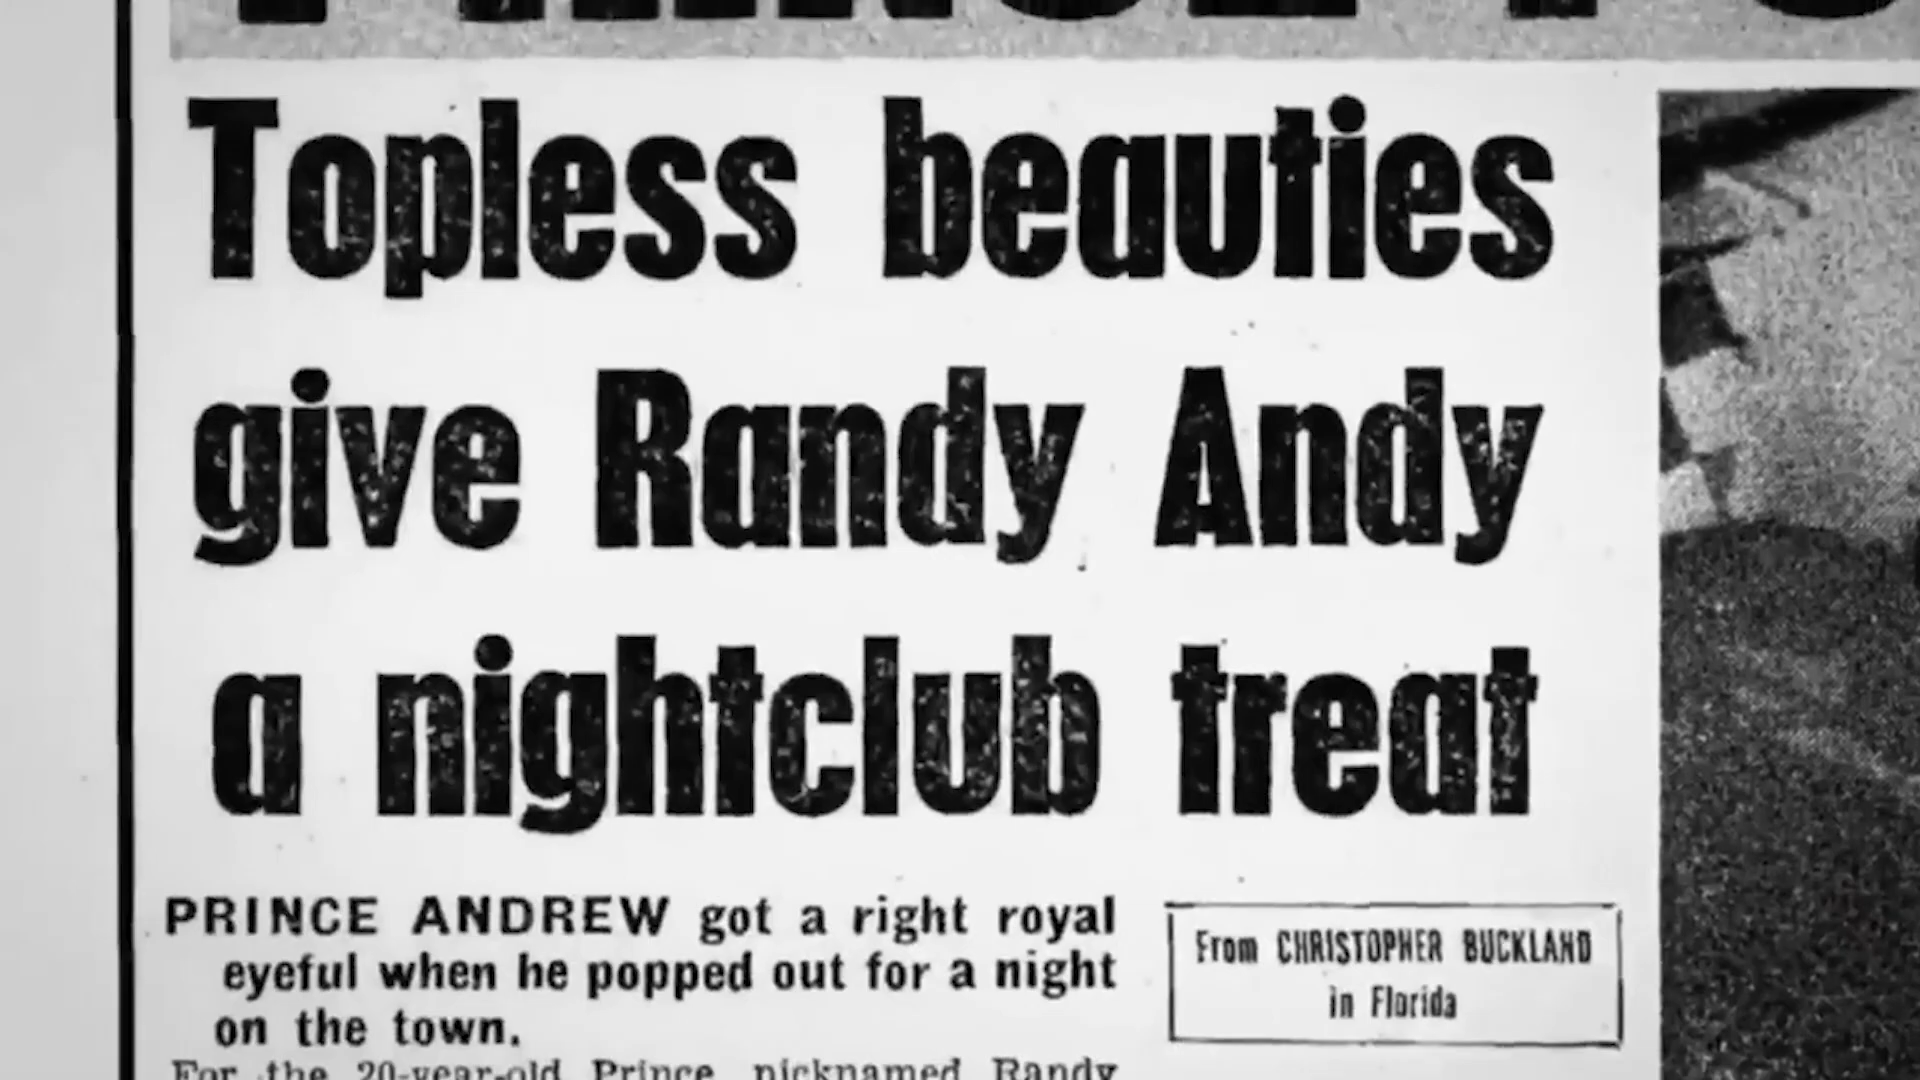 Topless beauties
give Randy Andy
a nightclub treat
PRINCE ANDREW got a right royal
eyeful when he popped out for a night
on the town.
For the 20-year-old Prince, nicknamed Randy
From CHRISTOPHER BUCKLAND
in Florida